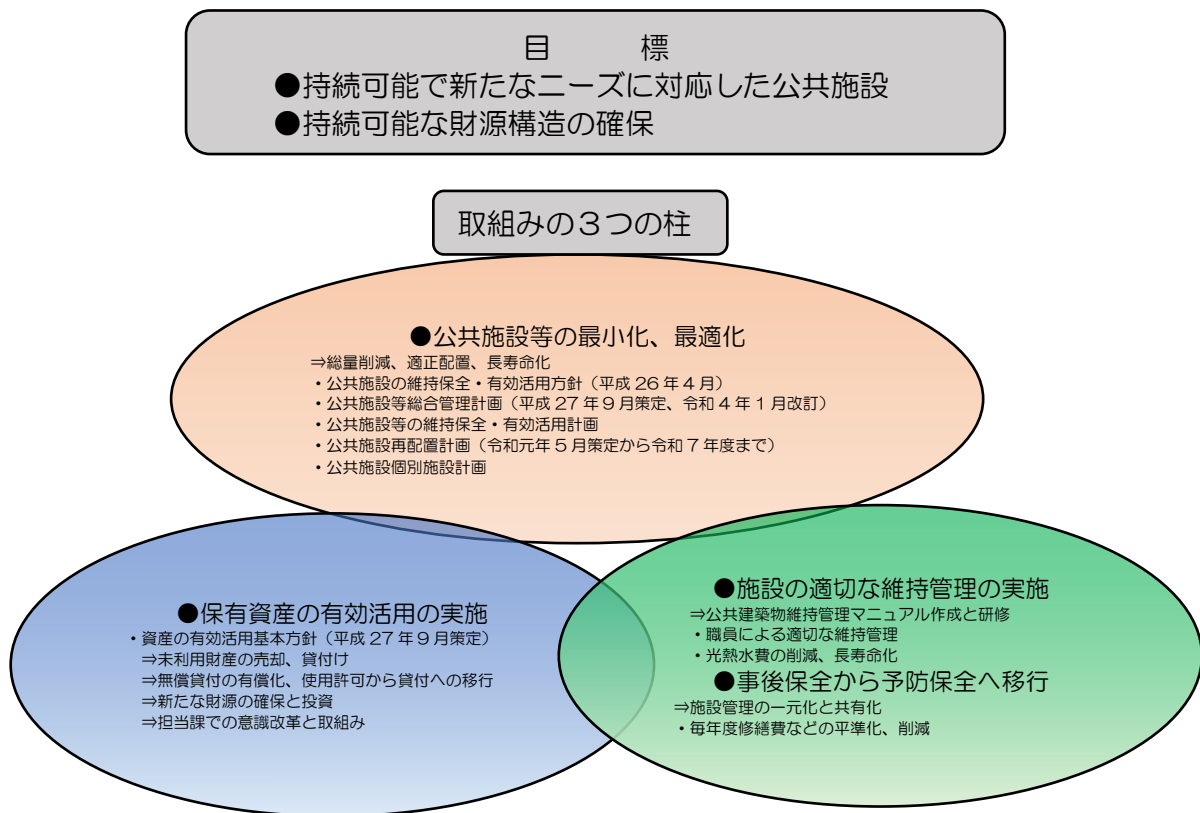 目　　標
●持続可能で新たなニーズに対応した公共施設
●持続可能な財源構造の確保
取組みの３つの柱
●公共施設等の最小化、最適化
⇒総量削減、適正配置、長寿命化
・公共施設の維持保全・有効活用方針（平成 26 年４月）
・公共施設等総合管理計画（平成 27 年９月策定、令和４年１月改訂）
・公共施設等の維持保全・有効活用計画
・公共施設再配置計画（令和元年５月策定から令和７年度まで）
・公共施設個別施設計画
●保有資産の有効活用の実施
・資産の有効活用基本方針（平成 27 年９月策定）
⇒未利用財産の売却、貸付け
⇒無償貸付の有償化、使用許可から貸付への移行
⇒新たな財源の確保と投資
⇒担当課での意識改革と取組み
●施設の適切な維持管理の実施
⇒公共建築物維持管理マニュアル作成と研修
・職員による適切な維持管理
・光熱水費の削減、長寿命化
●事後保全から予防保全へ移行
⇒施設管理の一元化と共有化
・毎年度修繕費などの平準化、削減